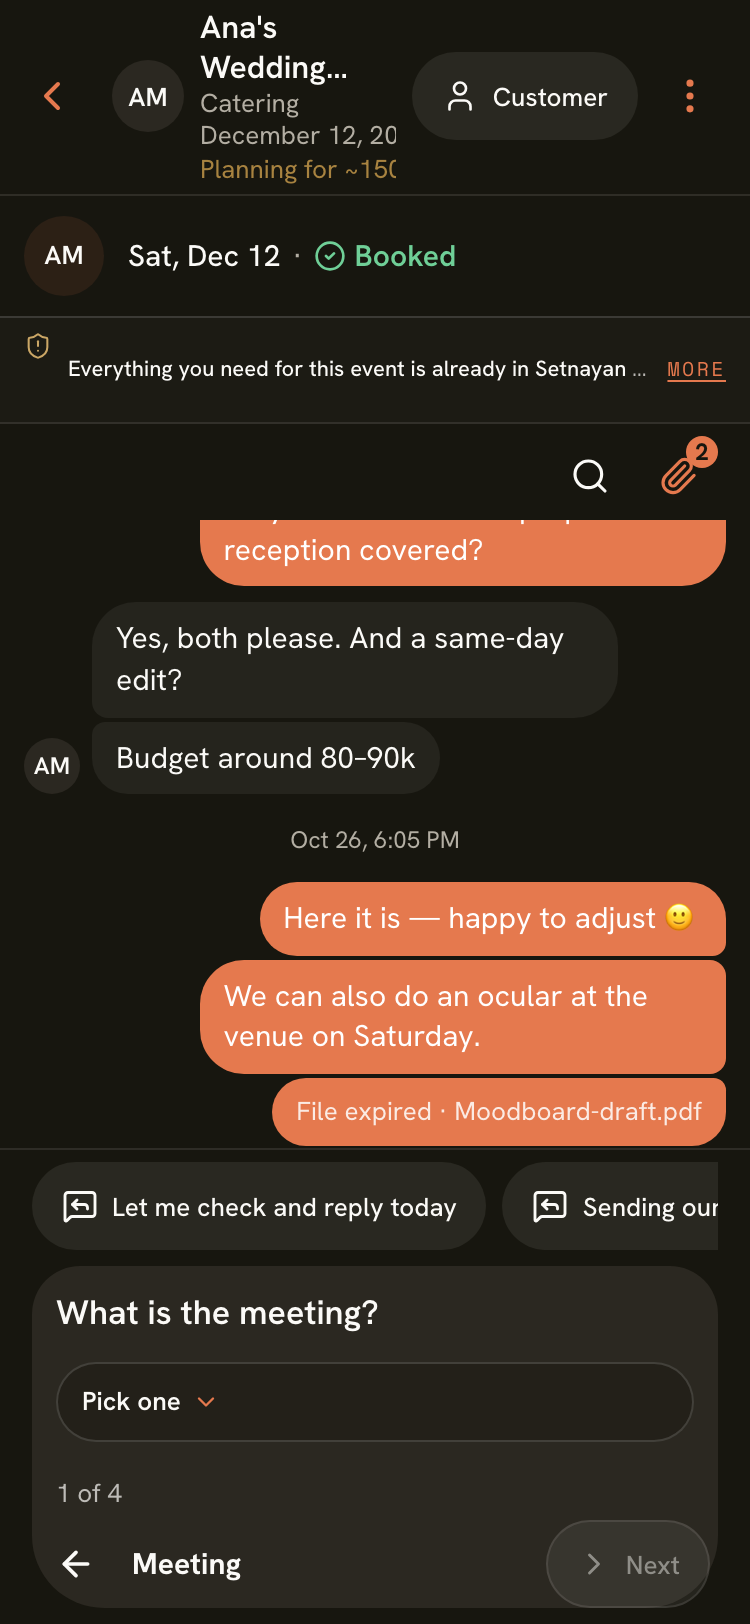 Ana's
Wedding...
AM
Catering
December 12, 20
Planning for ~150
Customer
AM
Sat, Dec 12 · Booked
Everything you need for this event is already in Setnayan ...
MORE
2
reception covered?
Yes, both please. And a same-day
edit?
AM
Budget around 80–90k
Oct 26, 6:05 PM
Here it is — happy to adjust 🙂
We can also do an ocular at the
venue on Saturday.
File expired · Moodboard-draft.pdf
Let me check and reply today
Sending our
What is the meeting?
Pick one
1 of 4
Meeting
Next